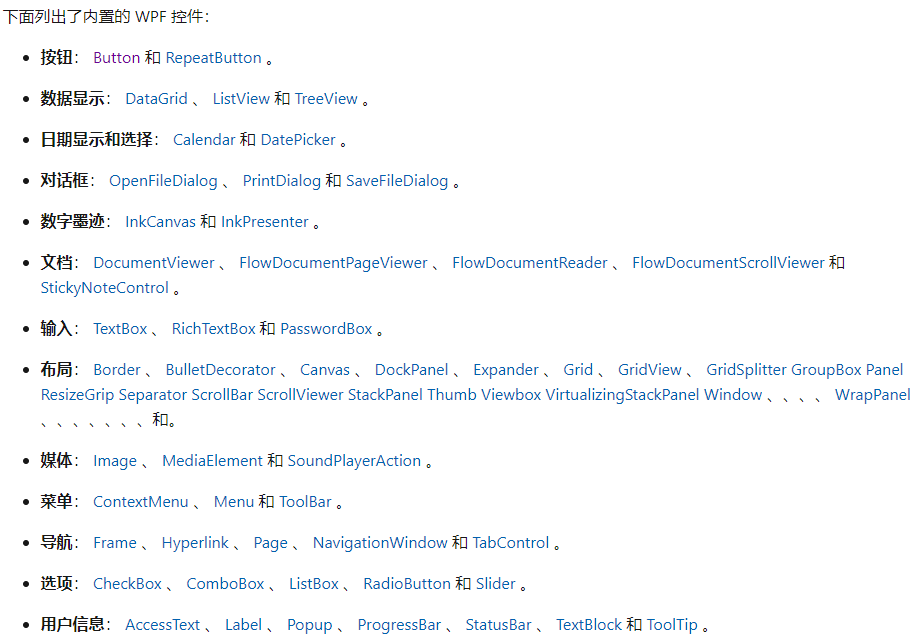 下面列出了内置的 WPF 控件：
按钮： Button 和 RepeatButton 。
数据显示： DataGrid 、 ListView 和 TreeView 。
日期显示和选择： Calendar 和 DatePicker 。
对话框： OpenFileDialog 、 PrintDialog 和 SaveFileDialog 。
数字墨迹： InkCanvas 和 InkPresenter 。
文档： DocumentViewer 、 FlowDocumentPageViewer 、 FlowDocumentReader 、 FlowDocumentScrollViewer 和
StickyNoteControl 。
输入： TextBox 、 RichTextBox 和 PasswordBox 。
布局： Border 、 BulletDecorator 、 Canvas 、 DockPanel 、 Expander 、 Grid 、 GridView 、 GridSplitter GroupBox Panel
ResizeGrip Separator ScrollBar ScrollViewer StackPanel Thumb Viewbox VirtualizingStackPanel Window 、、、、 WrapPanel
、、、、、、、和。
媒体： Image 、 MediaElement 和 SoundPlayerAction 。
菜单： ContextMenu 、 Menu 和 ToolBar 。
导航： Frame 、 Hyperlink 、 Page 、 NavigationWindow 和 TabControl 。
选项： CheckBox 、 ComboBox 、 ListBox 、 RadioButton 和 Slider 。
用户信息： AccessText 、 Label 、 Popup 、 ProgressBar 、 StatusBar 、 TextBlock 和 ToolTip 。